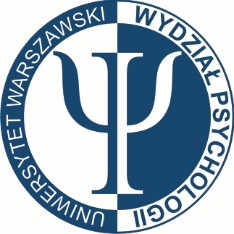 UNIWERSYTET WARSZAWSKI
WYDZIAŁ PSYCHOLOGII
Ψ